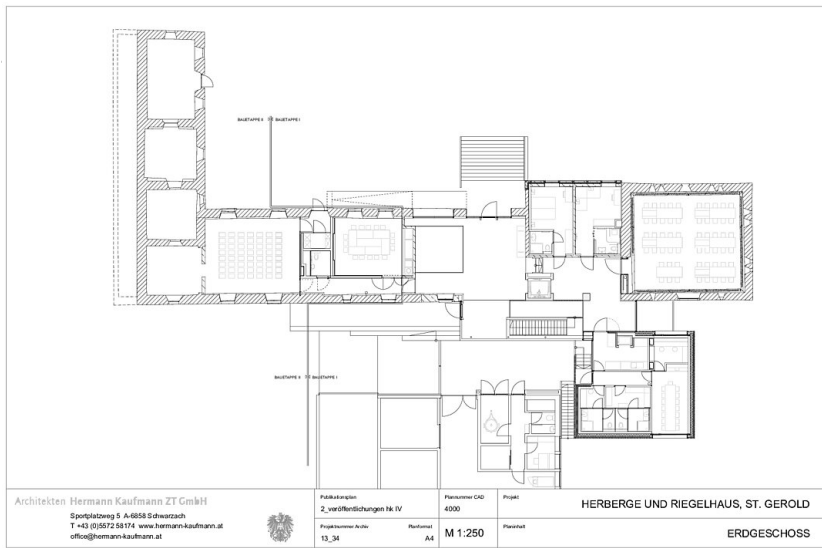 BAUETAPPE II
BAUETAPPE I
BAUETAPPE II
BAUETAPPE I
Architekten Hermann Kaufmann ZT GmbH
Sportplatzweg 5 A-6858 Schwarzach
T +43 (0)5572 58174 www.hermann-kaufmann.at
office@hermann-kaufmann.at
Publikationsplan
2_veröffentlichungen hk IV
Projektnummer Archiv
Planformat
13_34
A4
Plannummer CAD
4000
M 1:250
Projekt
HERBERGE UND RIEGELHAUS, ST. GEROLD
Planinhalt
ERDGESCHOSS